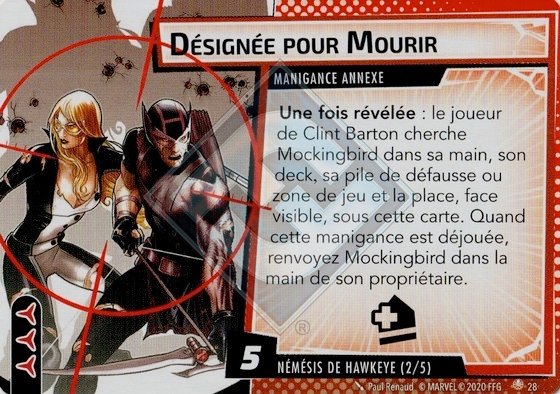 DÉSIGNÉE POUR MOURIR
MANIGANCE ANNEXE
Une fois révélée : le joueur
de Clint Barton cherche
Mockingbird dans sa main, son
deck, sa pile de défausse ou
zone de jeu et la place, face
visible, sous cette carte. Quand
cette manigance est déjouée,
renvoyez Mockingbird dans la
main de son propriétaire.
5
NÉMÉSIS DE HAWKEYE (2/5)
Paul Renaud © MARVEL © 2020 FFG 28
®